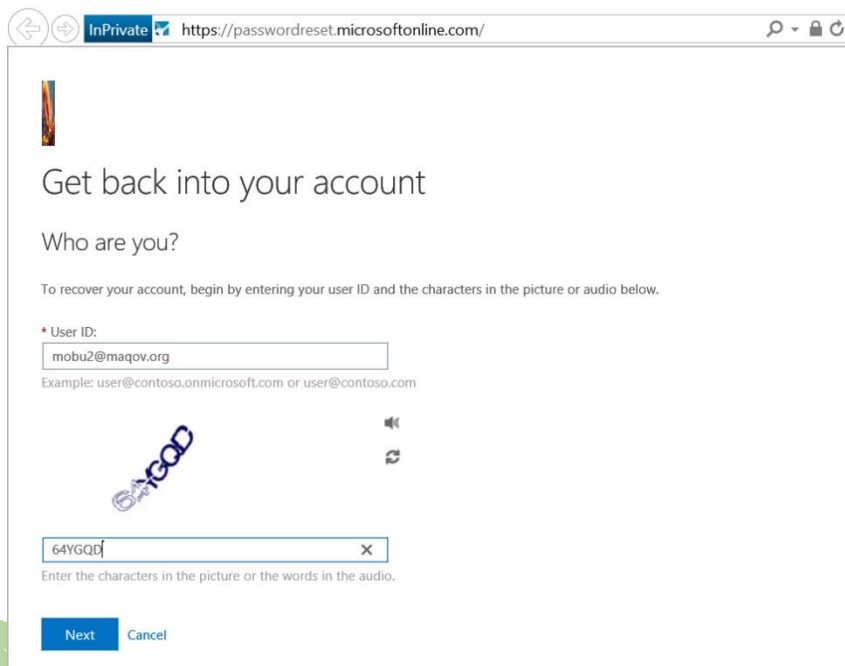 InPrivate https://passwordreset.microsoftonline.com/
Get back into your account
Who are you?
To recover your account, begin by entering your user ID and the characters in the picture or audio below.
* User ID:
mobu2@maqov.org
Example: user@contoso.onmicrosoft.com or user@contoso.com
64YGQD
64YGQD
Enter the characters in the picture or the words in the audio.
Next Cancel